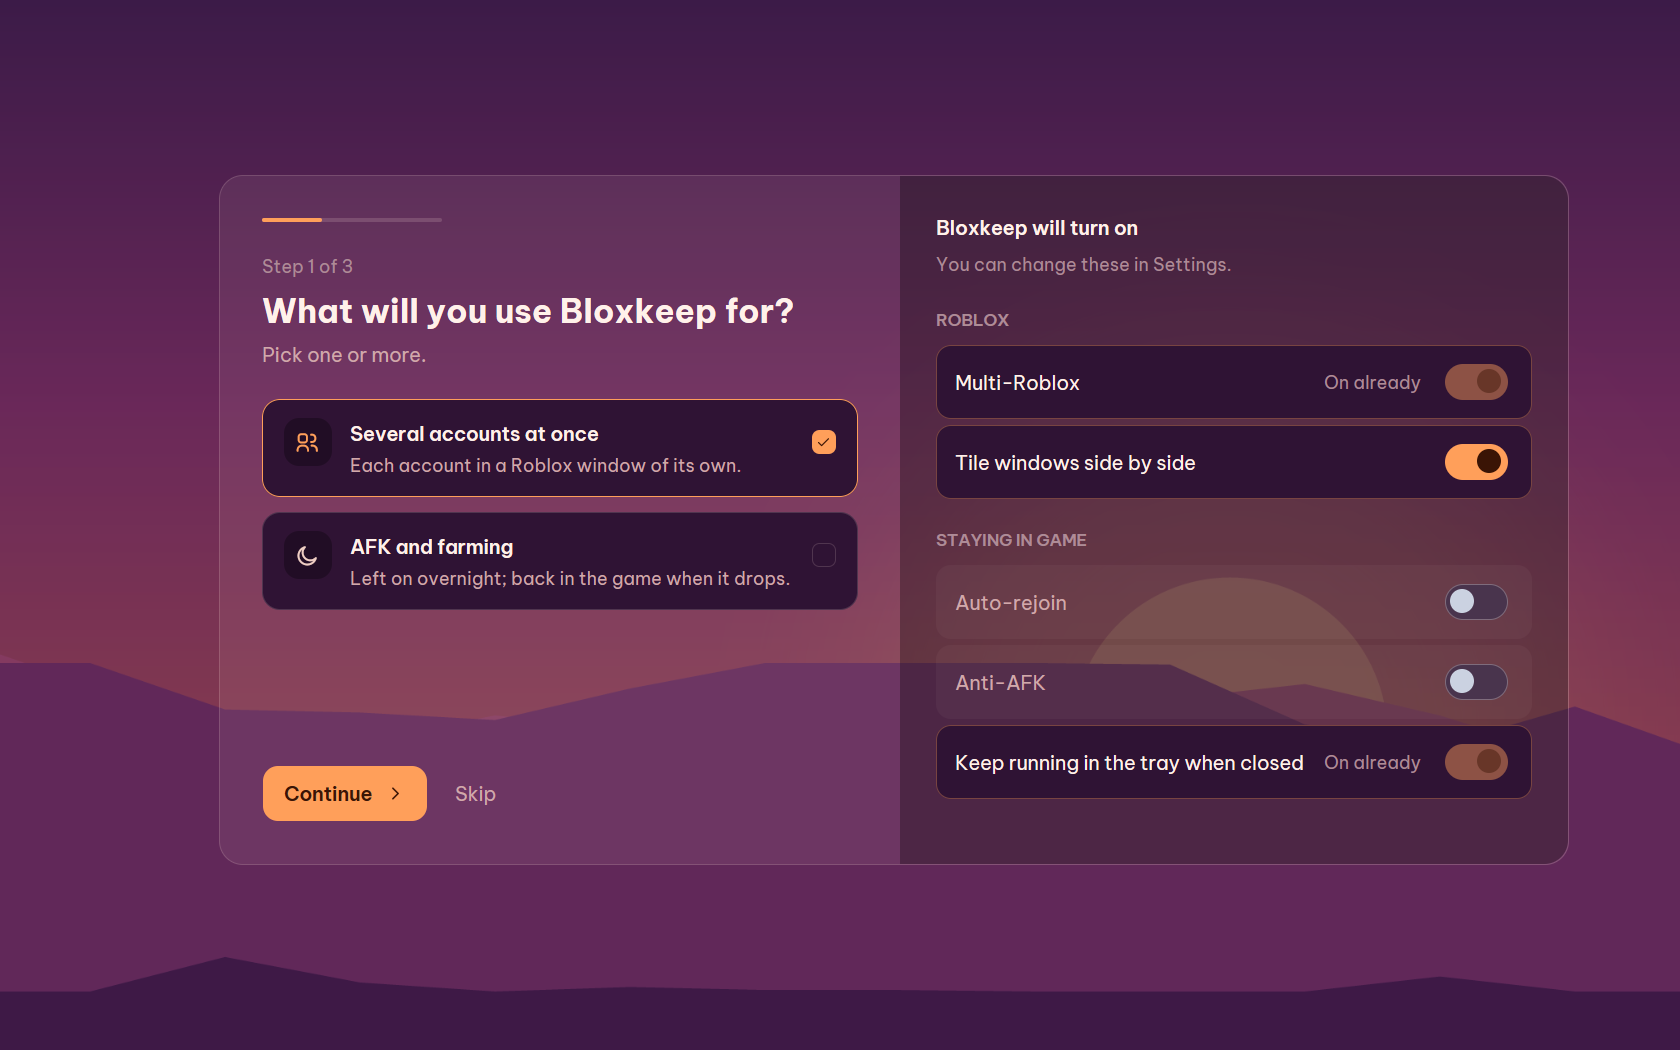 Step 1 of 3
What will you use Bloxkeep for?
Pick one or more.
Several accounts at once
Each account in a Roblox window of its own.
AFK and farming
Left on overnight; back in the game when it drops.
Continue
Skip
Bloxkeep will turn on
You can change these in Settings.
ROBLOX
Multi-Roblox
On already
Tile windows side by side
STAYING IN GAME
Auto-rejoin
Anti-AFK
Keep running in the tray when closed
On already